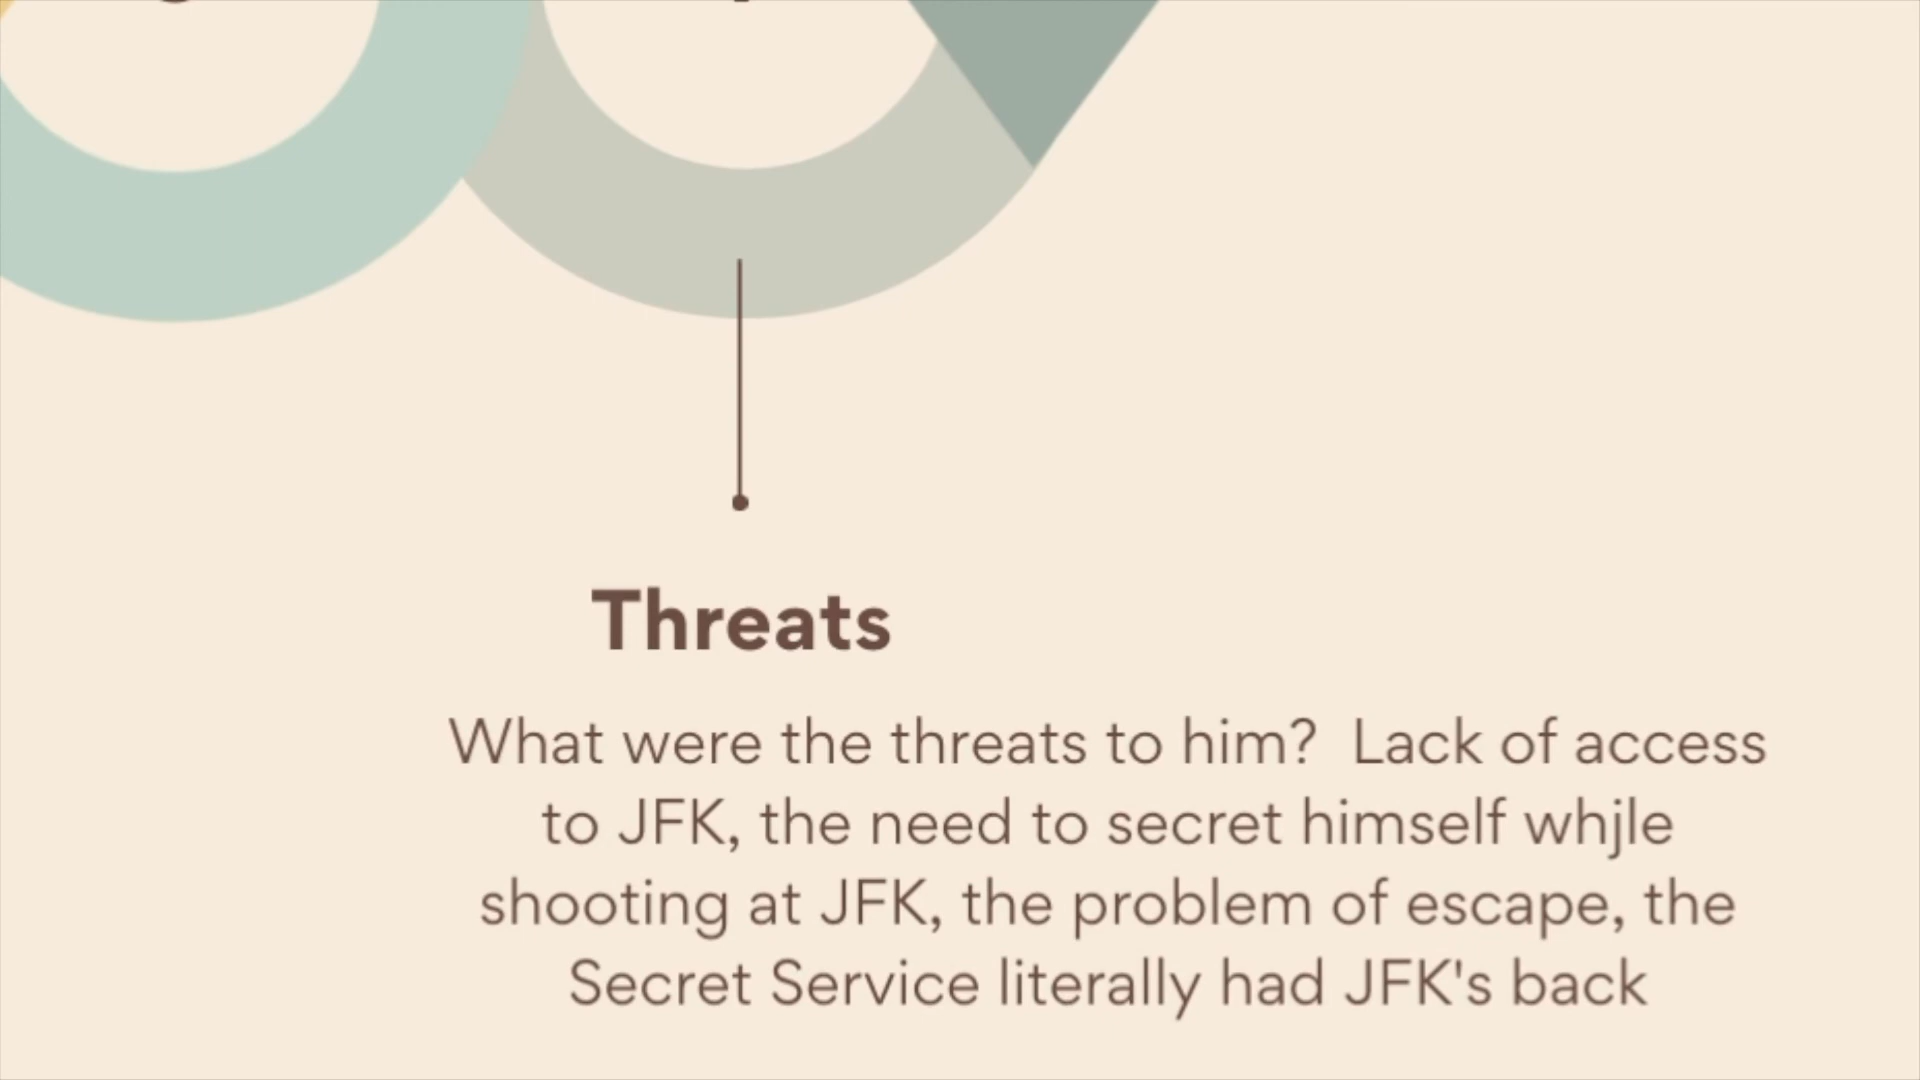 Threats
What were the threats to him?  Lack of access
to JFK, the need to secret himself whjle
shooting at JFK, the problem of escape, the
Secret Service literally had JFK's back